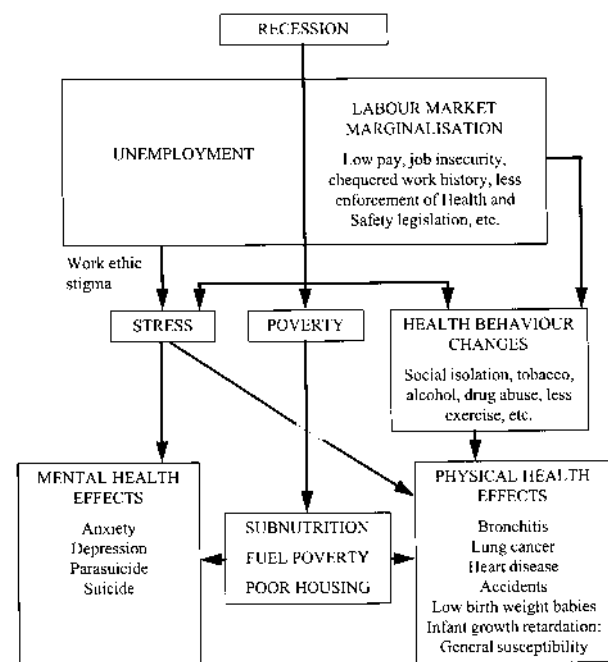 RECESSION
UNEMPLOYMENT
LABOUR MARKET
MARGINALISATION
Low pay, job insecurity,
chequered work history, less
enforcement of Health and
Safety legislation, etc.
Work ethic
stigma
STRESS
POVERTY
HEALTH BEHAVIOUR
CHANGES
Social isolation, tobacco,
alcohol, drug abuse, less
exercise, etc.
MENTAL HEALTH
EFFECTS
Anxiety
Depression
Parasuicide
Suicide
SUBNUTRITION
FUEL POVERTY
POOR HOUSING
PHYSICAL HEALTH
EFFECTS
Bronchitis
Lung cancer
Heart disease
Accidents
Low birth weight babies
Infant growth retardation:
General susceptibility